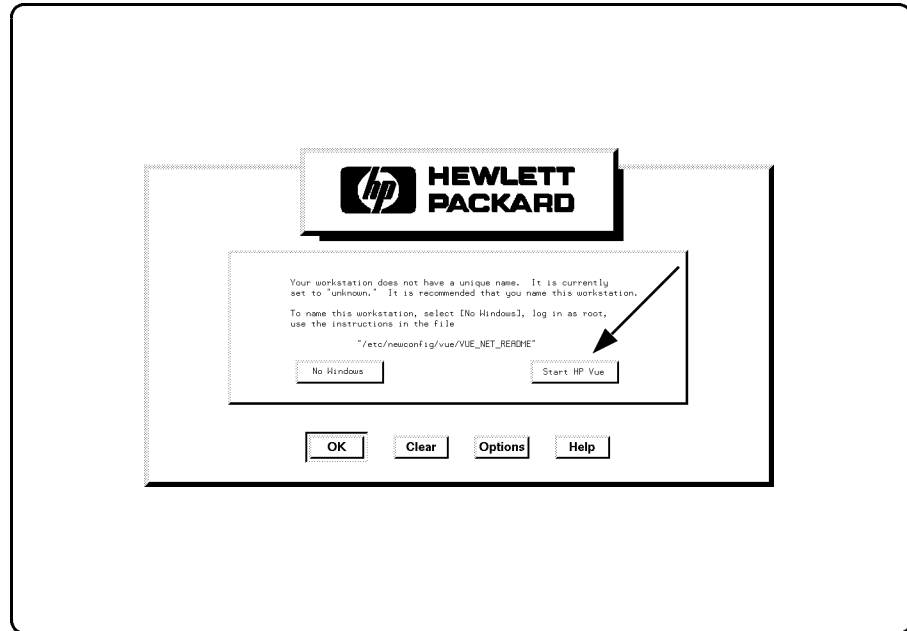 hp HEWLETT
PACKARD
Your workstation does not have a unique name.  It is currently
set to "unknown."  It is recommended that you name this workstation.
To name this workstation, select [No Windows], log in as root,
use the instructions in the file
"/etc/newconfig/vue/VUE_NET_README"
No Windows
Start HP Vue
OK
Clear
Options
Help